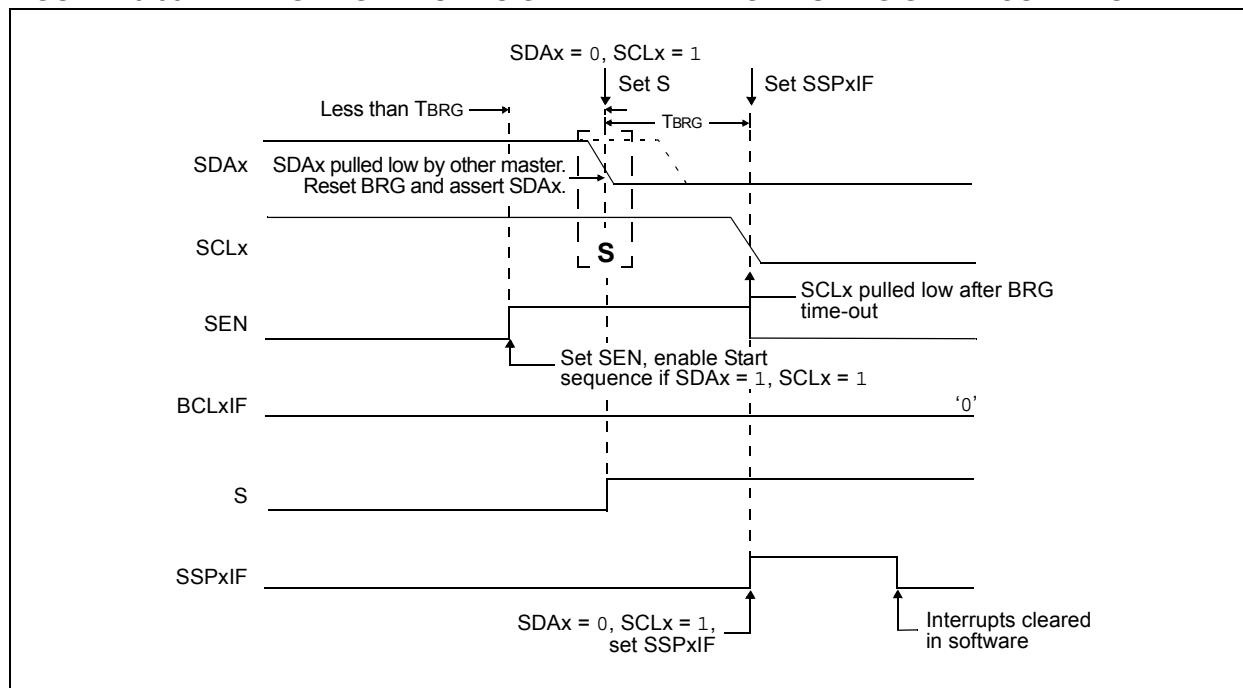 SDAx = 0, SCLx = 1
Set S
Set SSPxIF
Less than TBRG
TBRG
SDAx
SDAx pulled low by other master.
Reset BRG and assert SDAx.
SCLx
S
SCLx pulled low after BRG
time-out
SEN
Set SEN, enable Start
sequence if SDAx = 1, SCLx = 1
BCLxIF
‘0’
S
SSPxIF
SDAx = 0, SCLx = 1,
set SSPxIF
Interrupts cleared
in software